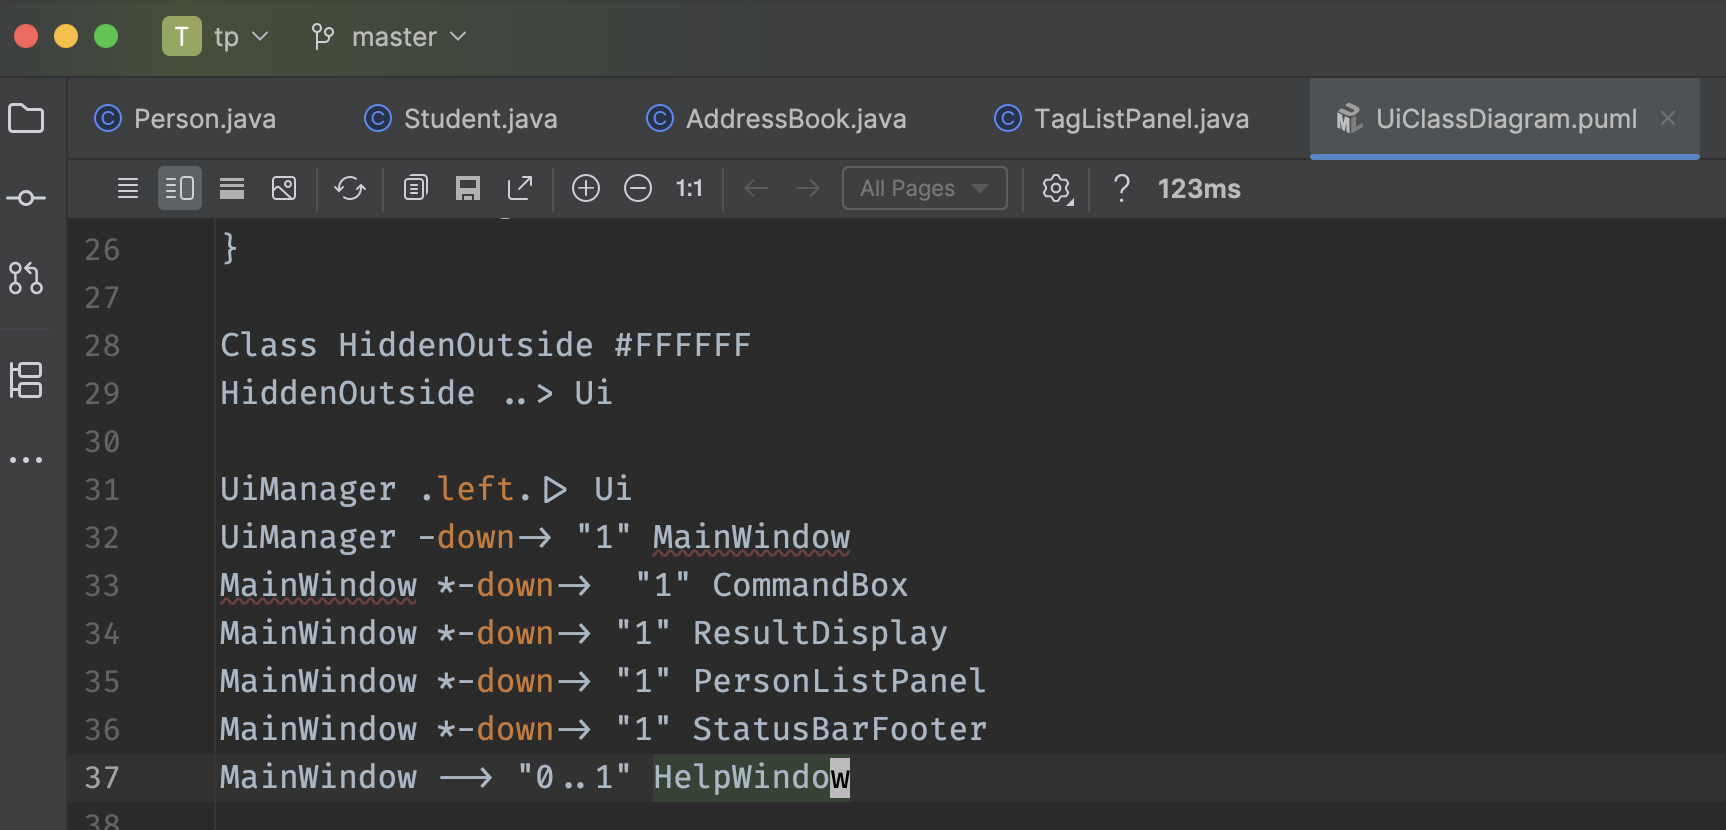 T tp master
Person.java Student.java AddressBook.java TagListPanel.java UiClassDiagram.puml
1:1 All Pages ? 123ms
26 }
27
28 Class HiddenOutside #FFFFFF
29 HiddenOutside ..> Ui
30
31 UiManager .left.|> Ui
32 UiManager -down-> "1" MainWindow
33 MainWindow *-down->  "1" CommandBox
34 MainWindow *-down-> "1" ResultDisplay
35 MainWindow *-down-> "1" PersonListPanel
36 MainWindow *-down-> "1" StatusBarFooter
37 MainWindow --> "0..1" HelpWindow
38